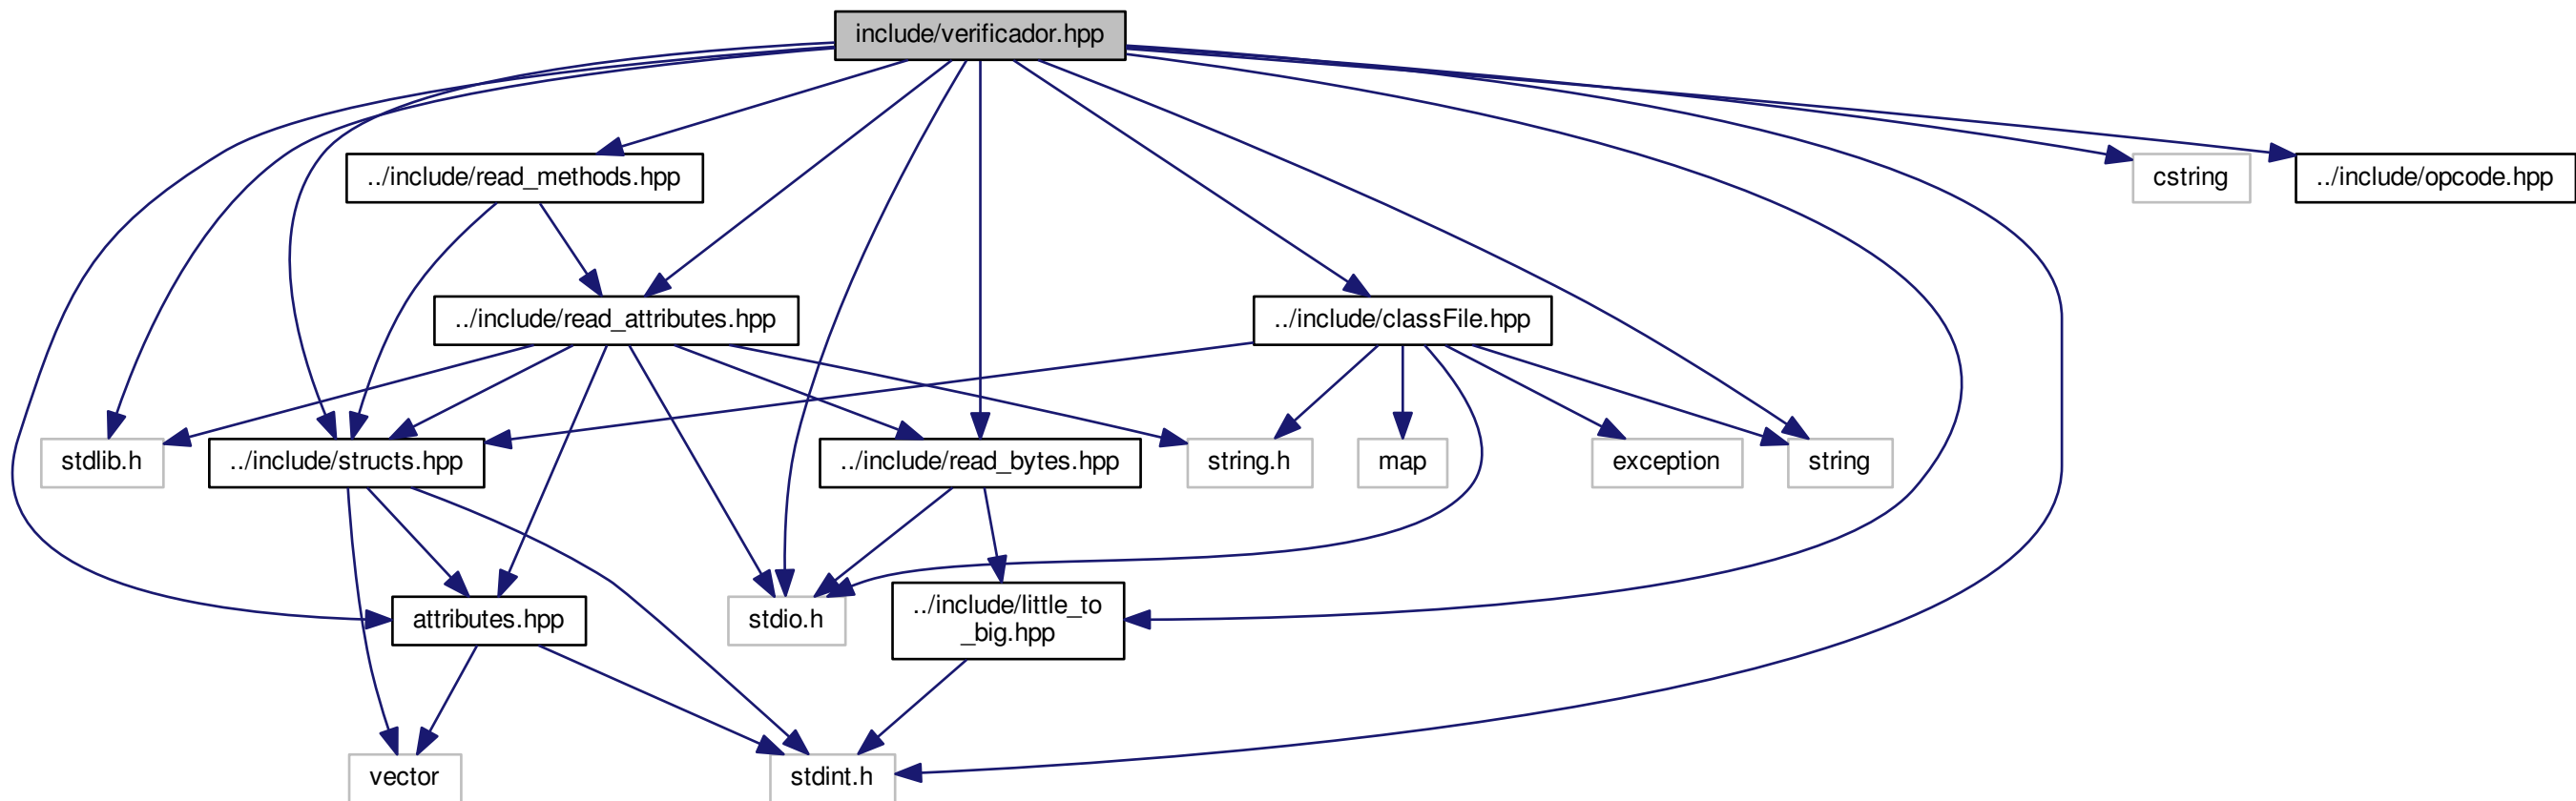 include/verificador.hpp
../include/read_methods.hpp
cstring
../include/opcode.hpp
../include/read_attributes.hpp
../include/classFile.hpp
stdlib.h
../include/structs.hpp
../include/read_bytes.hpp
string.h
map
exception
string
attributes.hpp
stdio.h
../include/little_to
_big.hpp
vector
stdint.h